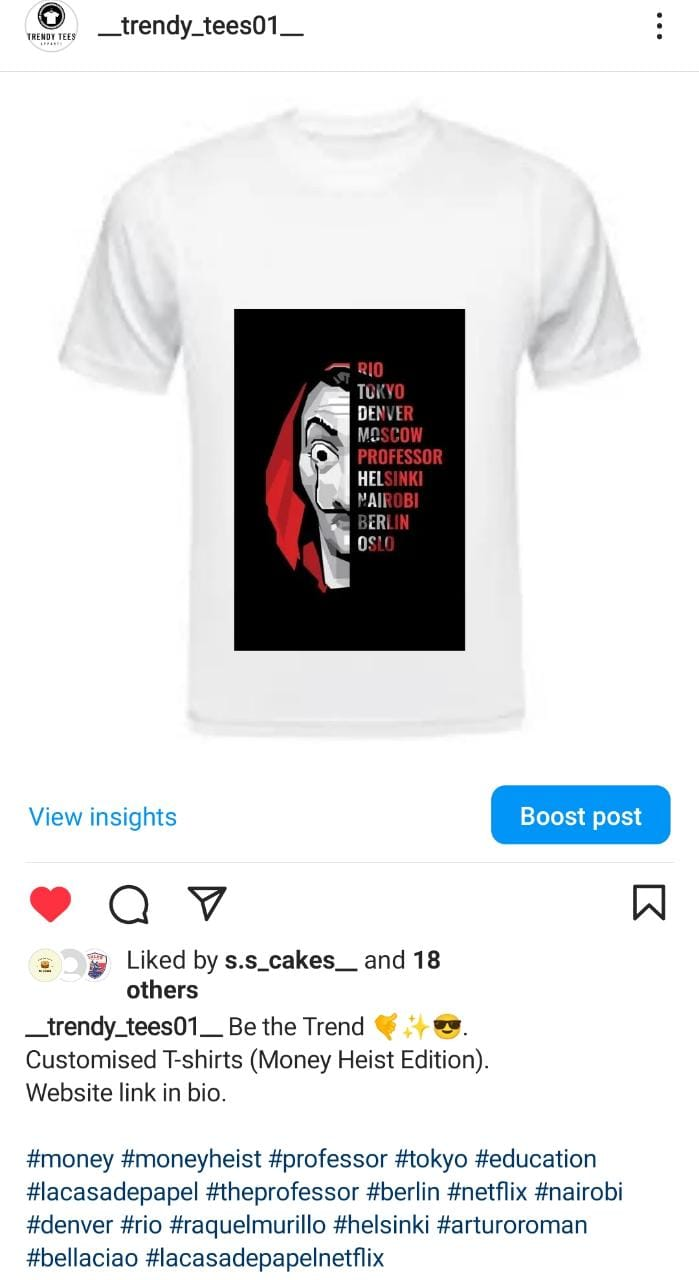 __trendy_tees01__
TRENDY TEES
APPAREL
RIO
TOKYO
DENVER
MOSCOW
PROFESSOR
HELSINKI
NAIROBI
BERLIN
OSLO
View insights
Boost post
Liked by s.s_cakes__ and 18
others
__trendy_tees01__ Be the Trend 🤙✨😎.
Customised T-shirts (Money Heist Edition).
Website link in bio.
#money #moneyheist #professor #tokyo #education
#lacasadepapel #theprofessor #berlin #netflix #nairobi
#denver #rio #raquelmurillo #helsinki #arturoroman
#bellaciao #lacasadepapelnetflix